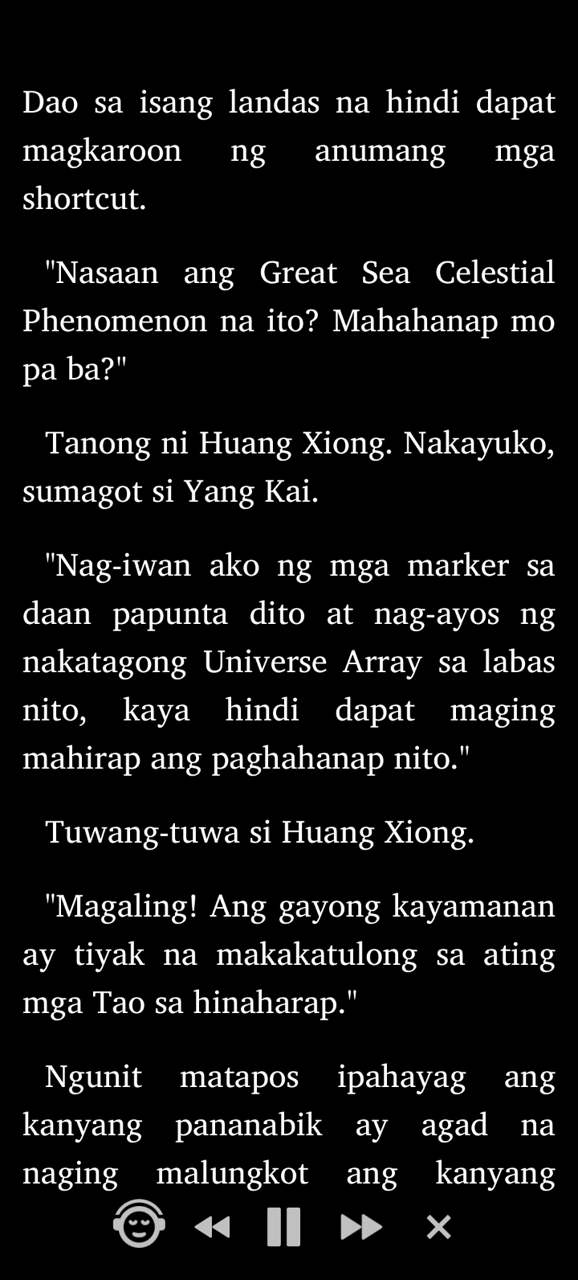 Dao sa isang landas na hindi dapat
magkaroon ng anumang mga
shortcut.
"Nasaan ang Great Sea Celestial
Phenomenon na ito? Mahahanap mo
pa ba?"
Tanong ni Huang Xiong. Nakayuko,
sumagot si Yang Kai.
"Nag-iwan ako ng mga marker sa
daan papunta dito at nag-ayos ng
nakatagong Universe Array sa labas
nito, kaya hindi dapat maging
mahirap ang paghahanap nito."
Tuwang-tuwa si Huang Xiong.
"Magaling! Ang gayong kayamanan
ay tiyak na makakatulong sa ating
mga Tao sa hinaharap."
Ngunit matapos ipahayag ang
kanyang pananabik ay agad na
naging malungkot ang kanyang